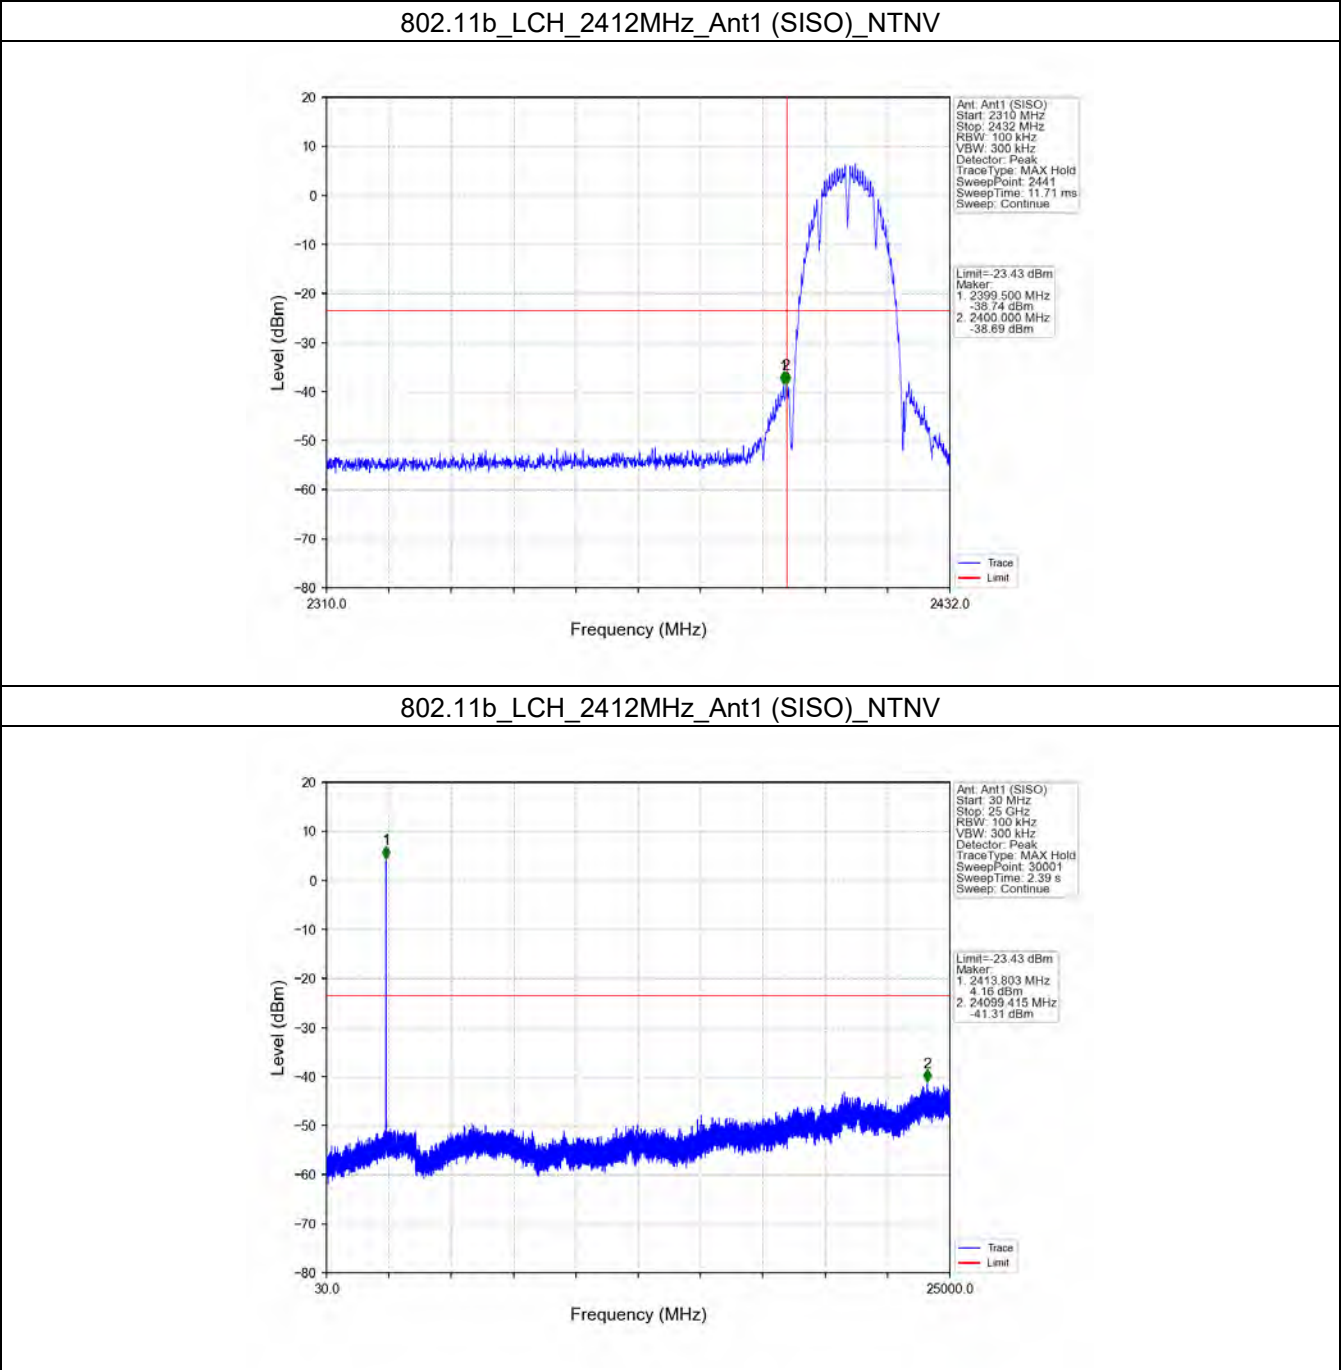 802.11b_LCH_2412MHz_Ant1 (SISO)_NTNV
20
10
0
−10
−20
−30
−40
−50
−60
−70
−80
Level (dBm)
2310.0
2432.0
Frequency (MHz)
1
2
Ant: Ant1 (SISO)
Start: 2310 MHz
Stop: 2432 MHz
RBW: 100 kHz
VBW: 300 kHz
Detector: Peak
TraceType: MAX Hold
SweepPoint: 2441
SweepTime: 11.71 ms
Sweep: Continue
Limit=-23.43 dBm
Maker:
1. 2399.500 MHz
-38.74 dBm
2. 2400.000 MHz
-38.69 dBm
Trace
Limit
802.11b_LCH_2412MHz_Ant1 (SISO)_NTNV
20
10
0
−10
−20
−30
−40
−50
−60
−70
−80
Level (dBm)
30.0
25000.0
Frequency (MHz)
1
2
Ant: Ant1 (SISO)
Start: 30 MHz
Stop: 25 GHz
RBW: 100 kHz
VBW: 300 kHz
Detector: Peak
TraceType: MAX Hold
SweepPoint: 30001
SweepTime: 2.39 s
Sweep: Continue
Limit=-23.43 dBm
Maker:
1. 2413.803 MHz
4.16 dBm
2. 24099.415 MHz
-41.31 dBm
Trace
Limit